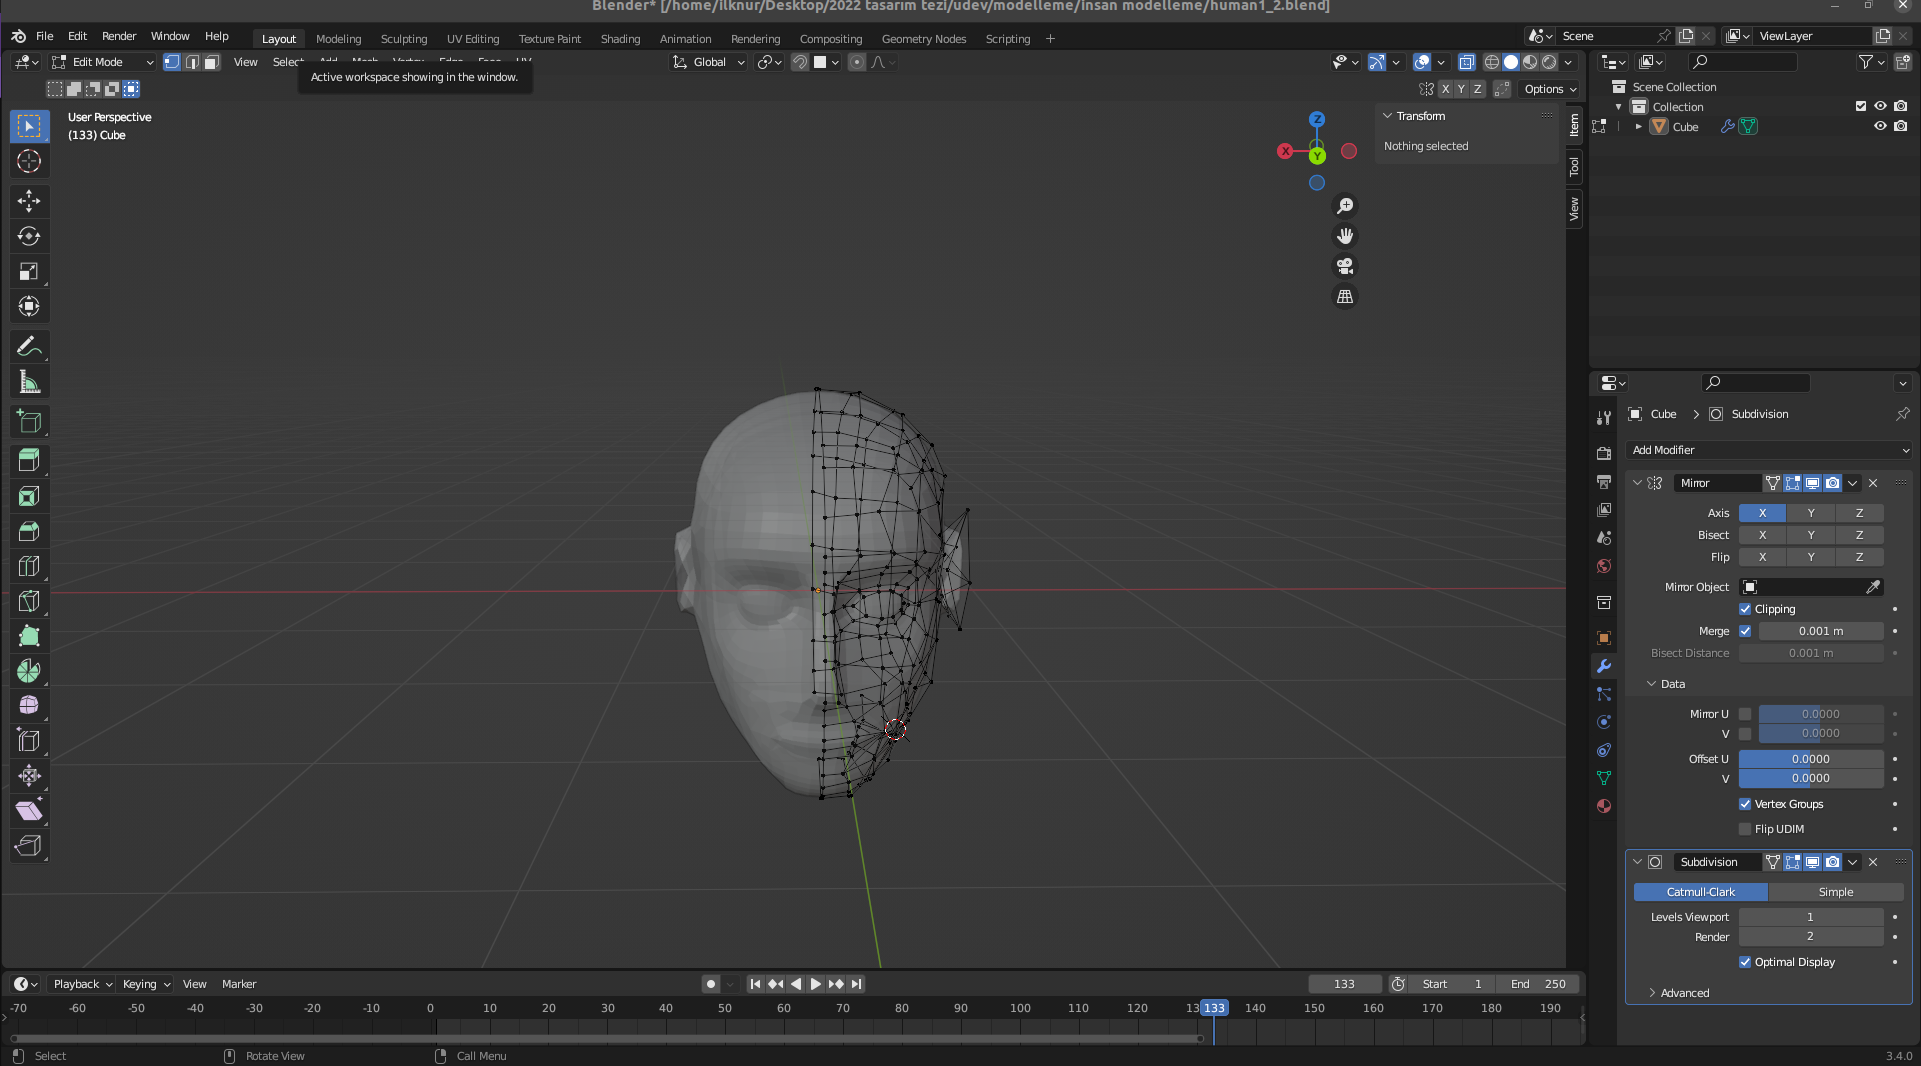 Blender* [/home/ilknur/Desktop/2022 tasarım tezi/udev/modelleme/insan modelleme/human1_2.blend]
File Edit Render Window Help Layout Modeling Sculpting UV Editing Texture Paint Shading Animation Rendering Compositing Geometry Nodes Scripting + Scene ViewLayer
Edit Mode View Select Add Mesh Vertex Edge Face UV Global
Active workspace showing in the window.
X Y Z Options
User Perspective
(133) Cube
Z
X
Y
Transform
Nothing selected
Item
Tool
View
Scene Collection
Collection
Cube
Cube > Subdivision
Add Modifier
Mirror
Axis X Y Z
Bisect X Y Z
Flip X Y Z
Mirror Object
Clipping
Merge 0.001 m
Bisect Distance 0.001 m
Data
Mirror U 0.0000
V 0.0000
Offset U 0.0000
V 0.0000
Vertex Groups
Flip UDIM
Subdivision
Catmull-Clark Simple
Levels Viewport 1
Render 2
Optimal Display
Advanced
Playback Keying View Marker 133 Start 1 End 250
-70 -60 -50 -40 -30 -20 -10 0 10 20 30 40 50 60 70 80 90 100 110 120 13 133 140 150 160 170 180 190
Select Rotate View Call Menu 3.4.0